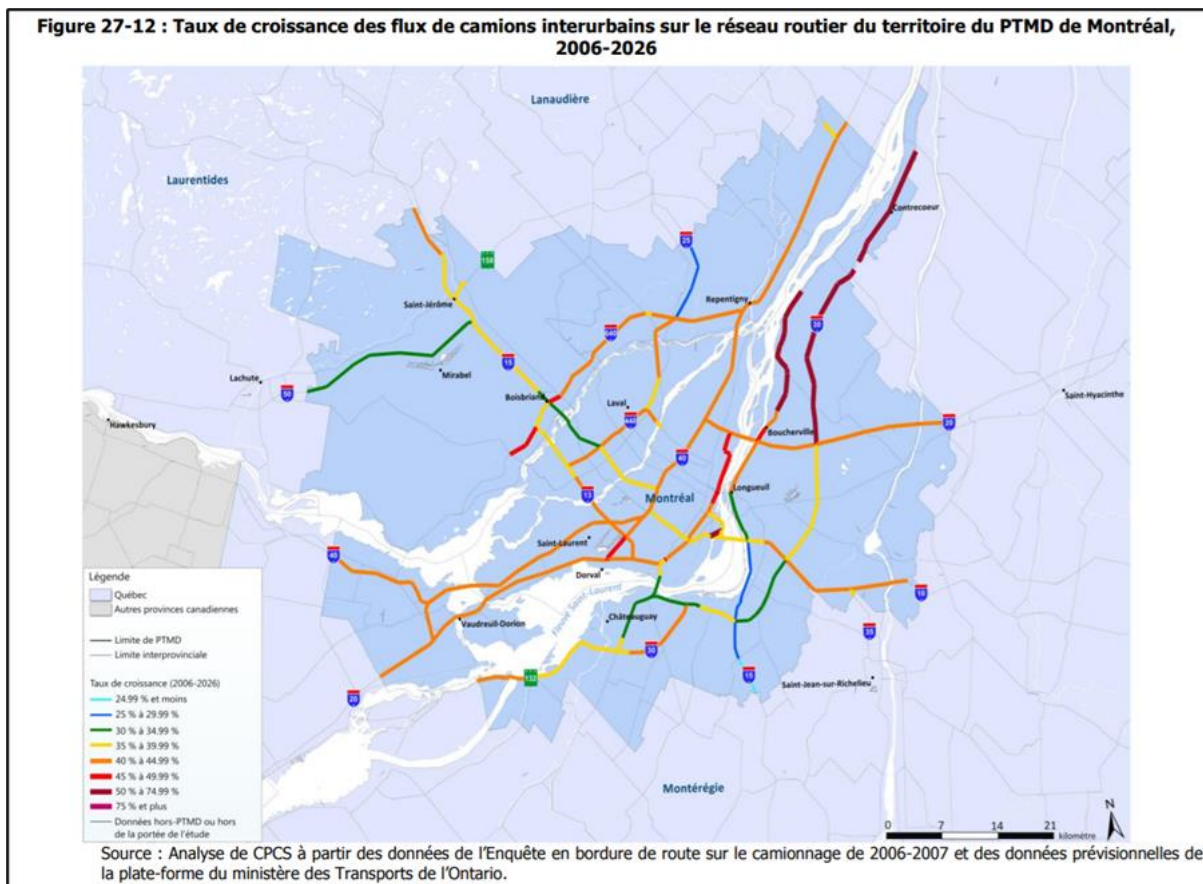 Figure 27-12 : Taux de croissance des flux de camions interurbains sur le réseau routier du territoire du PTMD de Montréal,
2006-2026
Lanaudière
Laurentides
Contrecoeur
25
158
Saint-Jérôme
Repentigny
640
30
15
Mirabel
Lachute
50
Boisbriand
Laval
Saint-Hyacinthe
Hawkesbury
440
Boucherville
20
40
13
Montréal
Longueuil
Saint-Laurent
40
Dorval
Fleuve Saint-Laurent
10
Châteauguay
Vaudreuil-Dorion
35
30
132
15
Saint-Jean-sur-Richelieu
20
Montérégie
Légende
Québec
Autres provinces canadiennes
Limite de PTMD
Limite interprovinciale
Taux de croissance (2006-2026)
24.99 % et moins
25 % à 29.99 %
30 % à 34.99 %
35 % à 39.99 %
40 % à 44.99 %
45 % à 49.99 %
50 % à 74.99 %
75 % et plus
Données hors-PTMD ou hors
de la portée de l'étude
N
0 7 14 21
kilomètre
Source : Analyse de CPCS à partir des données de l'Enquête en bordure de route sur le camionnage de 2006-2007 et des données prévisionnelles de
la plate-forme du ministère des Transports de l'Ontario.